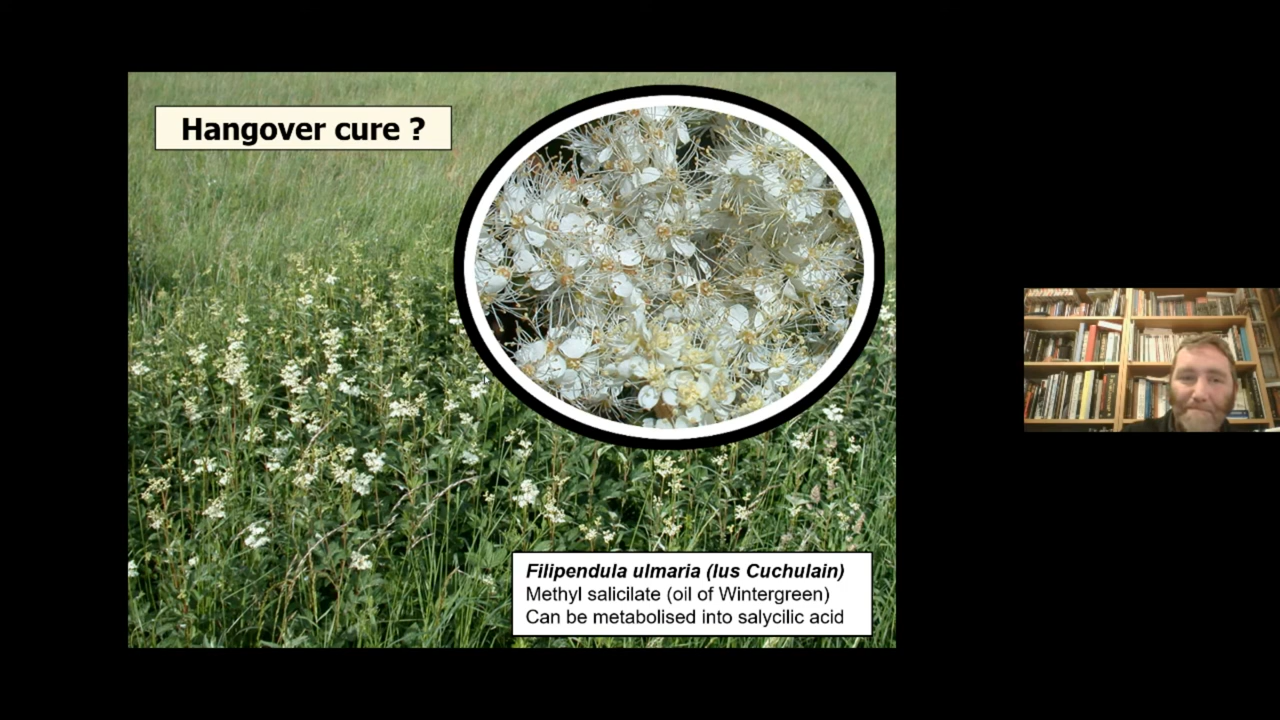 Hangover cure ?
Filipendula ulmaria (lus Cuchulain)
Methyl salicilate (oil of Wintergreen)
Can be metabolised into salycilic acid